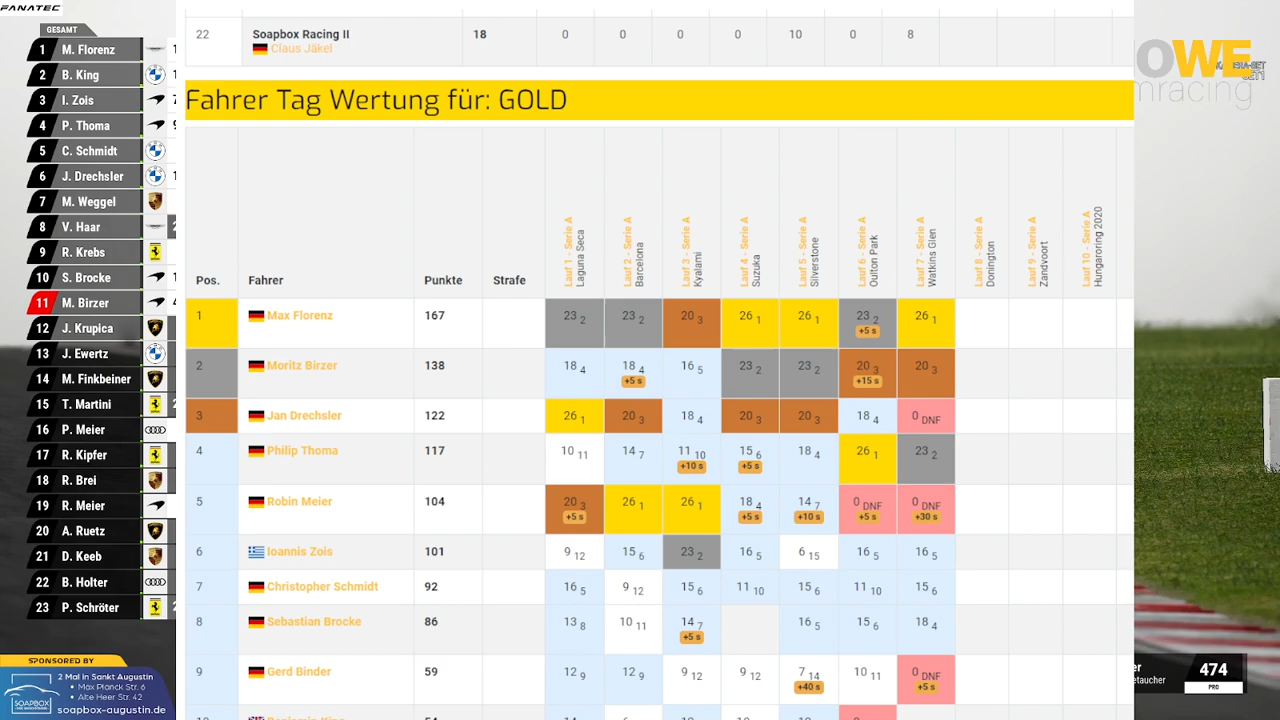 FANATEC
GESAMT
1 M. Florenz
2 B. King
3 I. Zois
4 P. Thoma
5 C. Schmidt
6 J. Drechsler
7 M. Weggel
8 V. Haar
9 R. Krebs
10 S. Brocke
11 M. Birzer
12 J. Krupica
13 J. Ewertz
14 M. Finkbeiner
15 T. Martini
16 P. Meier
17 R. Kipfer
18 R. Brei
19 R. Meier
20 A. Ruetz
21 D. Keeb
22 B. Holter
23 P. Schröter
SPONSORED BY
2 Mal in Sankt Augustin
• Max Planck Str. 6
• Alte Heer Str. 42
SOAPBOX
soapbox-augustin.de
22 Soapbox Racing II 18 0 0 0 0 10 0 8
Claus Jäkel
Fahrer Tag Wertung für: GOLD
Pos. Fahrer Punkte Strafe
Lauf 1 - Serie A
Laguna Seca
Lauf 2 - Serie A
Barcelona
Lauf 3 - Serie A
Kyalami
Lauf 4 - Serie A
Suzuka
Lauf 5 - Serie A
Silverstone
Lauf 6 - Serie A
Oulton Park
Lauf 7 - Serie A
Watkins Glen
Lauf 8 - Serie A
Donington
Lauf 9 - Serie A
Zandvoort
Lauf 10 - Serie A
Hungaroring 2020
1 Max Florenz 167 23 2 23 2 20 3 26 1 26 1 23 2 26 1
+5 s
2 Moritz Birzer 138 18 4 18 4 16 5 23 2 23 2 20 3 20 3
+5 s +15 s
3 Jan Drechsler 122 26 1 20 3 18 4 20 3 20 3 18 4 0 DNF
4 Philip Thoma 117 10 11 14 7 11 10 15 6 18 4 26 1 23 2
+10 s +5 s
5 Robin Meier 104 20 3 26 1 26 1 18 4 14 7 0 DNF 0 DNF
+5 s +5 s +10 s +5 s +30 s
6 Ioannis Zois 101 9 12 15 6 23 2 16 5 6 15 16 5 16 5
7 Christopher Schmidt 92 16 5 9 12 15 6 11 10 15 6 11 10 15 6
8 Sebastian Brocke 86 13 8 10 11 14 7 16 5 15 6 18 4
+5 s
9 Gerd Binder 59 12 9 12 9 9 12 9 12 7 14 10 11 0 DNF
+40 s +5 s
OWE
mracing
474
PRO
etaucher